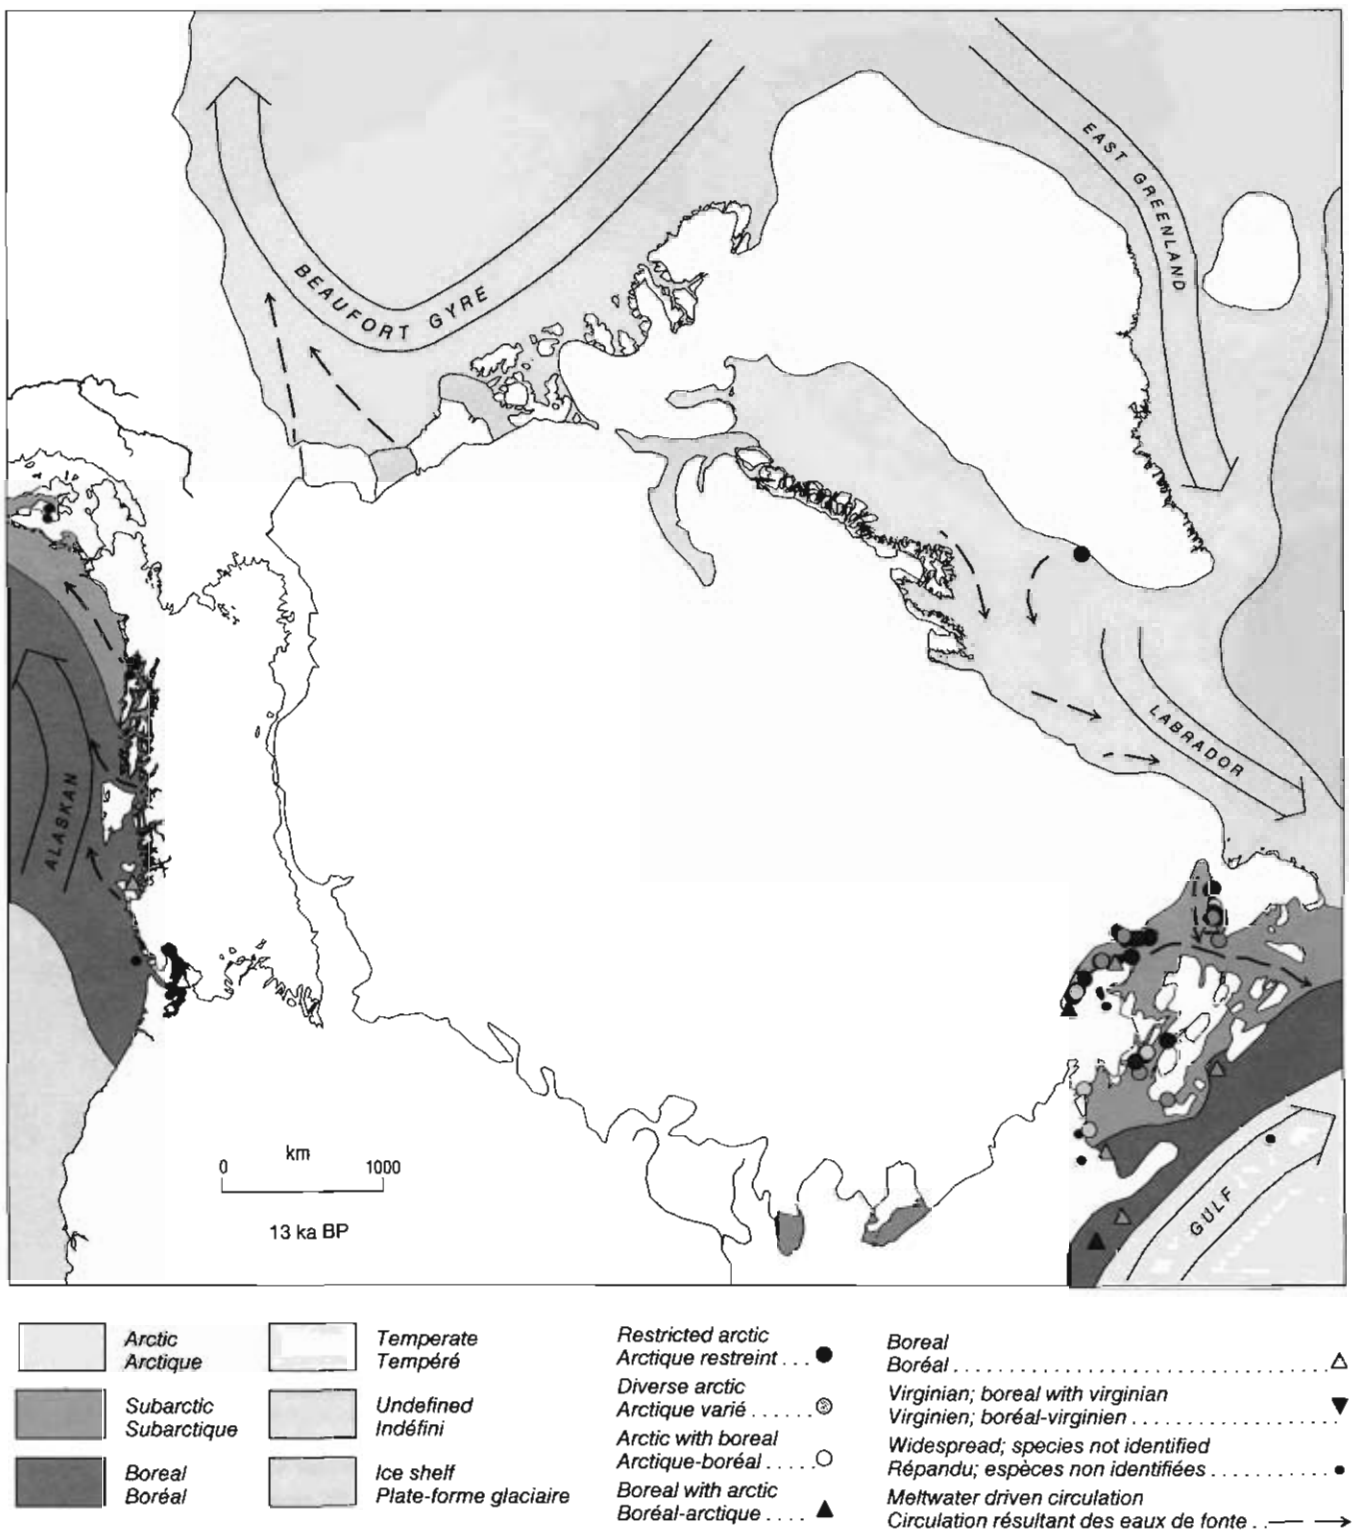 EAST GREENLAND
BEAUFORT GYRE
LABRADOR
ALASKAN
GULF
km
0 1000
13 ka BP
Arctic
Arctique
Subarctic
Subarctique
Boreal
Boréal
Temperate
Tempéré
Undefined
Indéfini
Ice shelf
Plate-forme glaciaire
Restricted arctic
Arctique restreint ...
Diverse arctic
Arctique varié ......
Arctic with boreal
Arctique-boréal ....
Boreal with arctic
Boréal-arctique ....
Boreal
Boréal ....................................
Virginian; boreal with virginian
Virginien; boréal-virginien ....................
Widespread; species not identified
Répandu; espèces non identifiées ............
Meltwater driven circulation
Circulation résultant des eaux de fonte ..